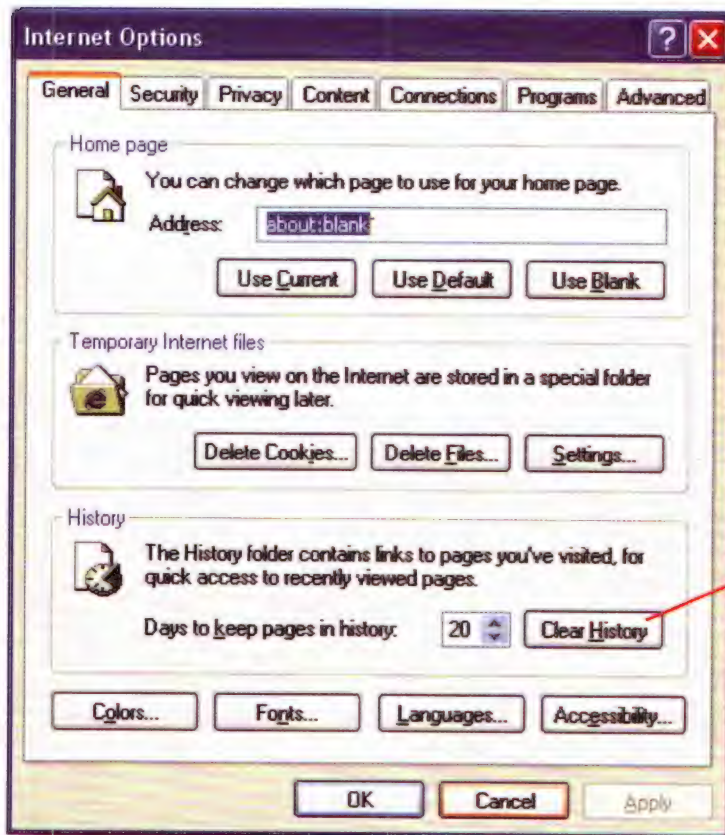 Internet Options
General Security Privacy Content Connections Programs Advanced
Home page
You can change which page to use for your home page.
Address: about:blank
Use Current Use Default Use Blank
Temporary Internet files
Pages you view on the Internet are stored in a special folder
for quick viewing later.
Delete Cookies... Delete Files... Settings...
History
The History folder contains links to pages you've visited, for
quick access to recently viewed pages.
Days to keep pages in history: 20 Clear History
Colors... Fonts... Languages... Accessibility...
OK Cancel Apply